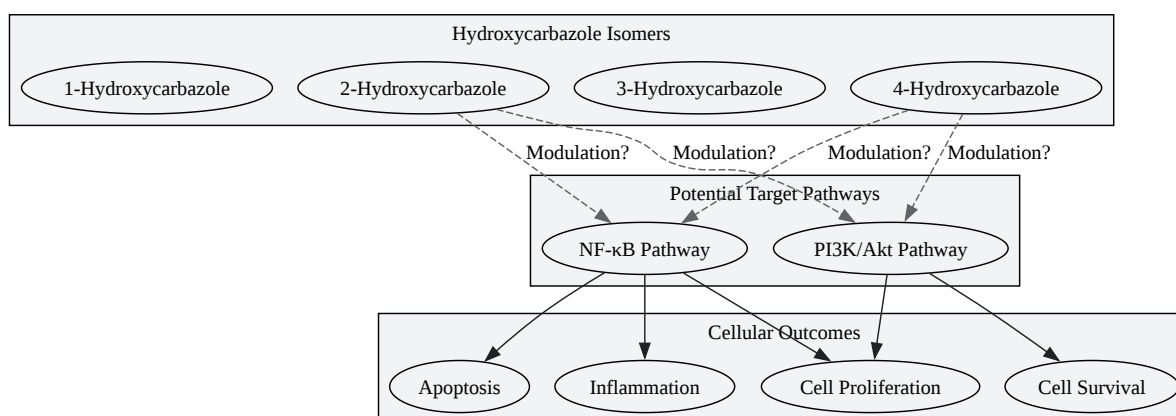 Hydroxycarbazole Isomers
1-Hydroxycarbazole
2-Hydroxycarbazole
3-Hydroxycarbazole
4-Hydroxycarbazole
Modulation?
Modulation?
Modulation?
Modulation?
Potential Target Pathways
NF-κB Pathway
PI3K/Akt Pathway
Cellular Outcomes
Apoptosis
Inflammation
Cell Proliferation
Cell Survival